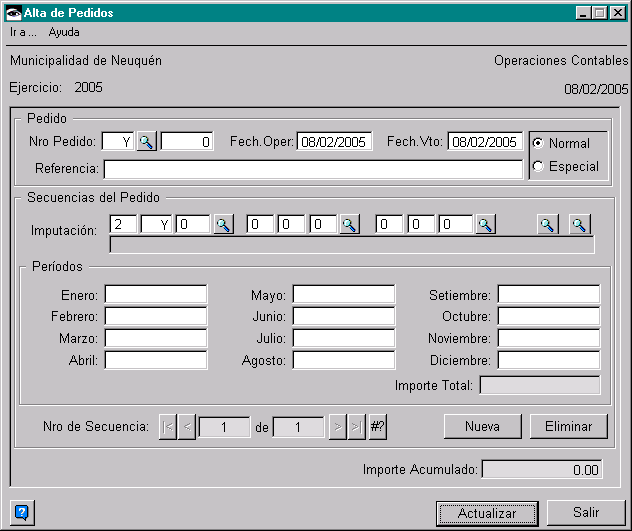 Alta de Pedidos
Ir a ... Ayuda
Municipalidad de Neuquén Operaciones Contables
Ejercicio: 2005 08/02/2005
Pedido
Nro Pedido: Y 0 Fech.Oper: 08/02/2005 Fech.Vto: 08/02/2005 Normal
Referencia: Especial
Secuencias del Pedido
Imputación: 2 Y 0 0 0 0 0 0 0
Períodos
Enero: Mayo: Setiembre:
Febrero: Junio: Octubre:
Marzo: Julio: Noviembre:
Abril: Agosto: Diciembre:
Importe Total:
Nro de Secuencia: |< < 1 de 1 > >| #? Nueva Eliminar
Importe Acumulado: 0.00
? Actualizar Salir